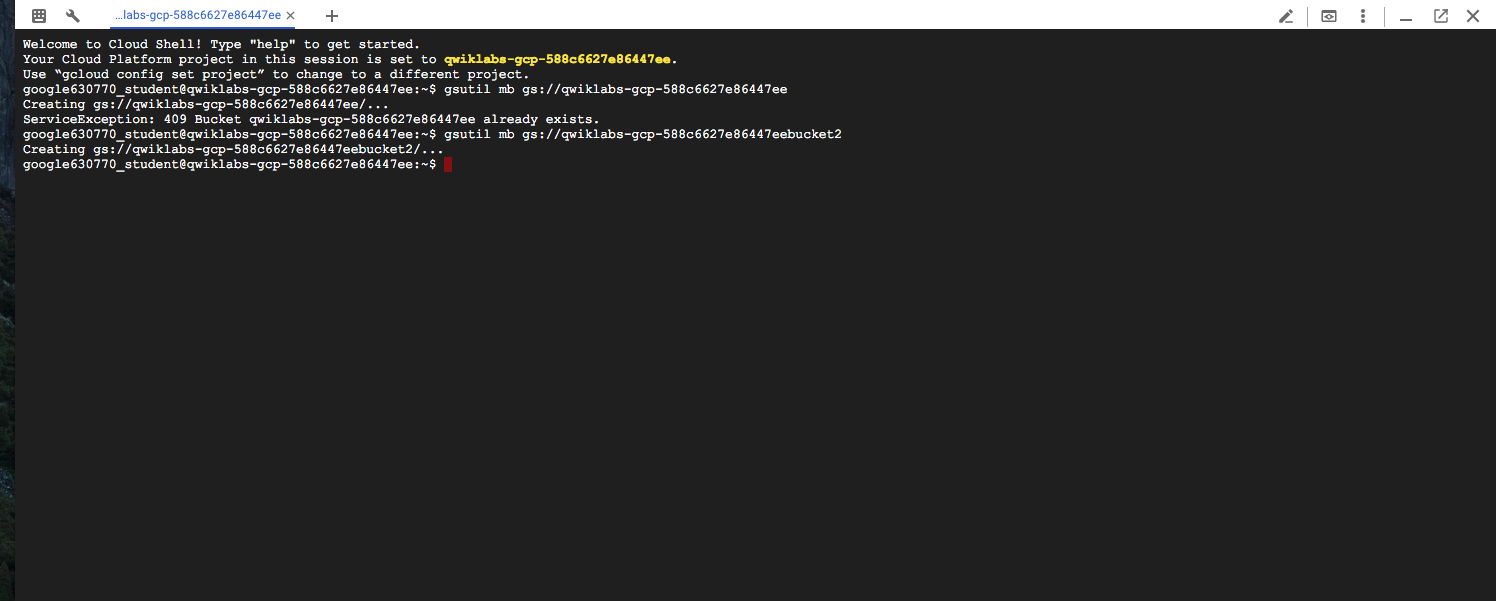 ...labs-gcp-588c6627e86447ee
Welcome to Cloud Shell! Type "help" to get started.
Your Cloud Platform project in this session is set to qwiklabs-gcp-588c6627e86447ee.
Use “gcloud config set project” to change to a different project.
google630770_student@qwiklabs-gcp-588c6627e86447ee:~$ gsutil mb gs://qwiklabs-gcp-588c6627e86447ee
Creating gs://qwiklabs-gcp-588c6627e86447ee/...
ServiceException: 409 Bucket qwiklabs-gcp-588c6627e86447ee already exists.
google630770_student@qwiklabs-gcp-588c6627e86447ee:~$ gsutil mb gs://qwiklabs-gcp-588c6627e86447eebucket2
Creating gs://qwiklabs-gcp-588c6627e86447eebucket2/...
google630770_student@qwiklabs-gcp-588c6627e86447ee:~$